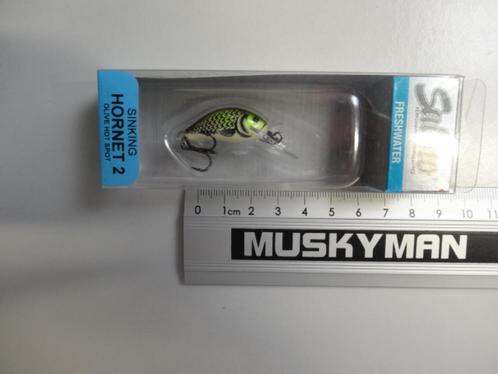 SINKING
HORNET 2
OLIVE HOT SPOT
FRESHWATER
0 1cm 2 3 4 5 6 7 8 9 10 11
MUSKYMAN